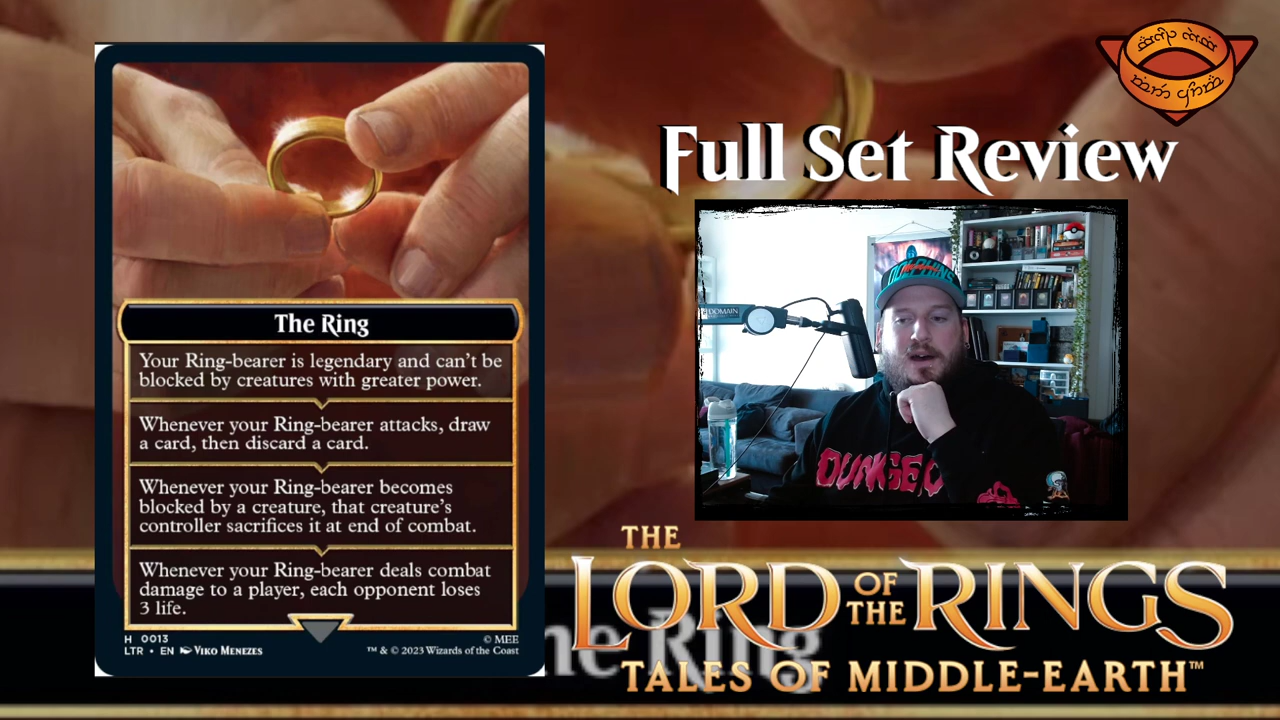 Full Set Review
The Ring
Your Ring-bearer is legendary and can't be
blocked by creatures with greater power.
Whenever your Ring-bearer attacks, draw
a card, then discard a card.
Whenever your Ring-bearer becomes
blocked by a creature, that creature's
controller sacrifices it at end of combat.
Whenever your Ring-bearer deals combat
damage to a player, each opponent loses
3 life.
H 0013
LTR • EN VIKO MENEZES
© MEE
™ & © 2023 Wizards of the Coast
DOMAIN
DOLPHINS
DUNGEO
THE
LORD OF THE RINGS
TALES OF MIDDLE-EARTH™
he Ring